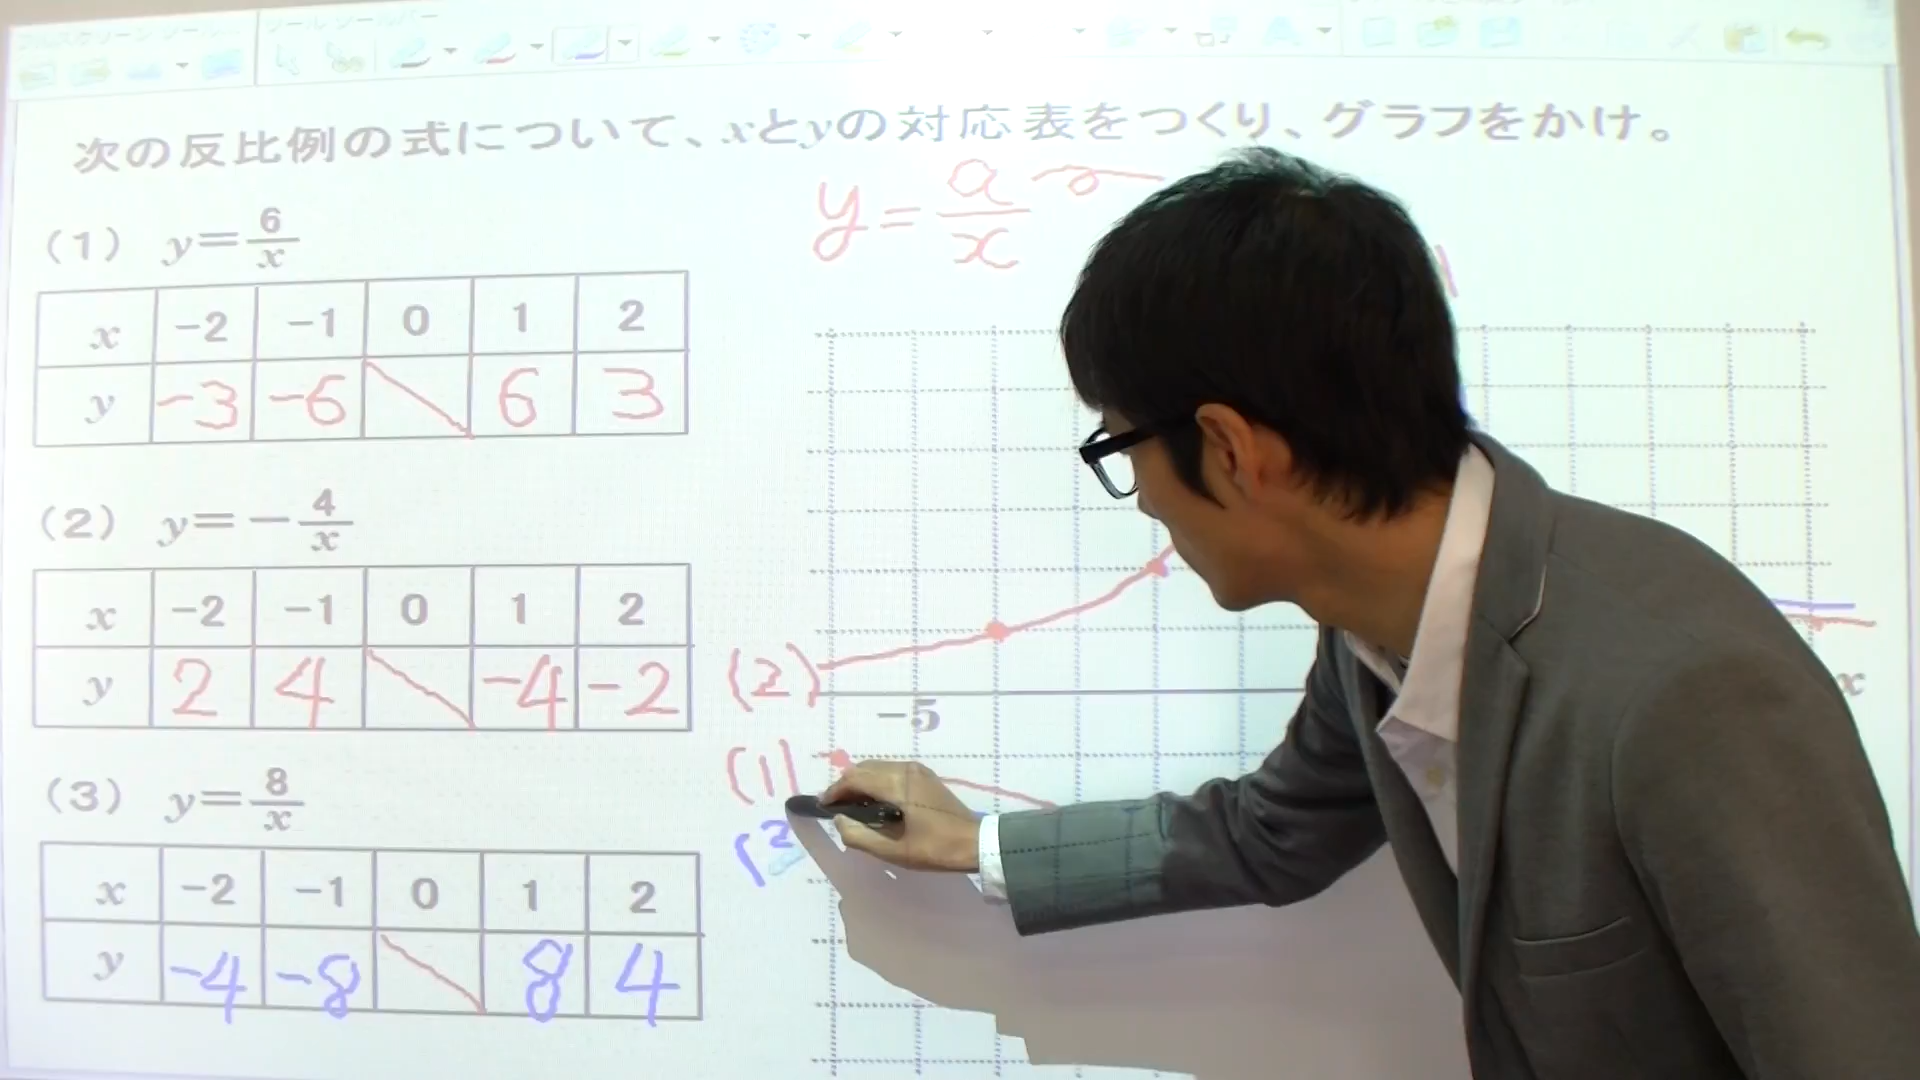 次の反比例の式について、xとyの対応表をつくり、グラフをかけ。
y=a/x
(1) y=6/x
x -2 -1 0 1 2
y -3 -6 6 3
(2) y=-4/x
x -2 -1 0 1 2
y 2 4 -4 -2
(3) y=8/x
x -2 -1 0 1 2
y -4 -8 8 4
(2)
-5
x
(1)
(2